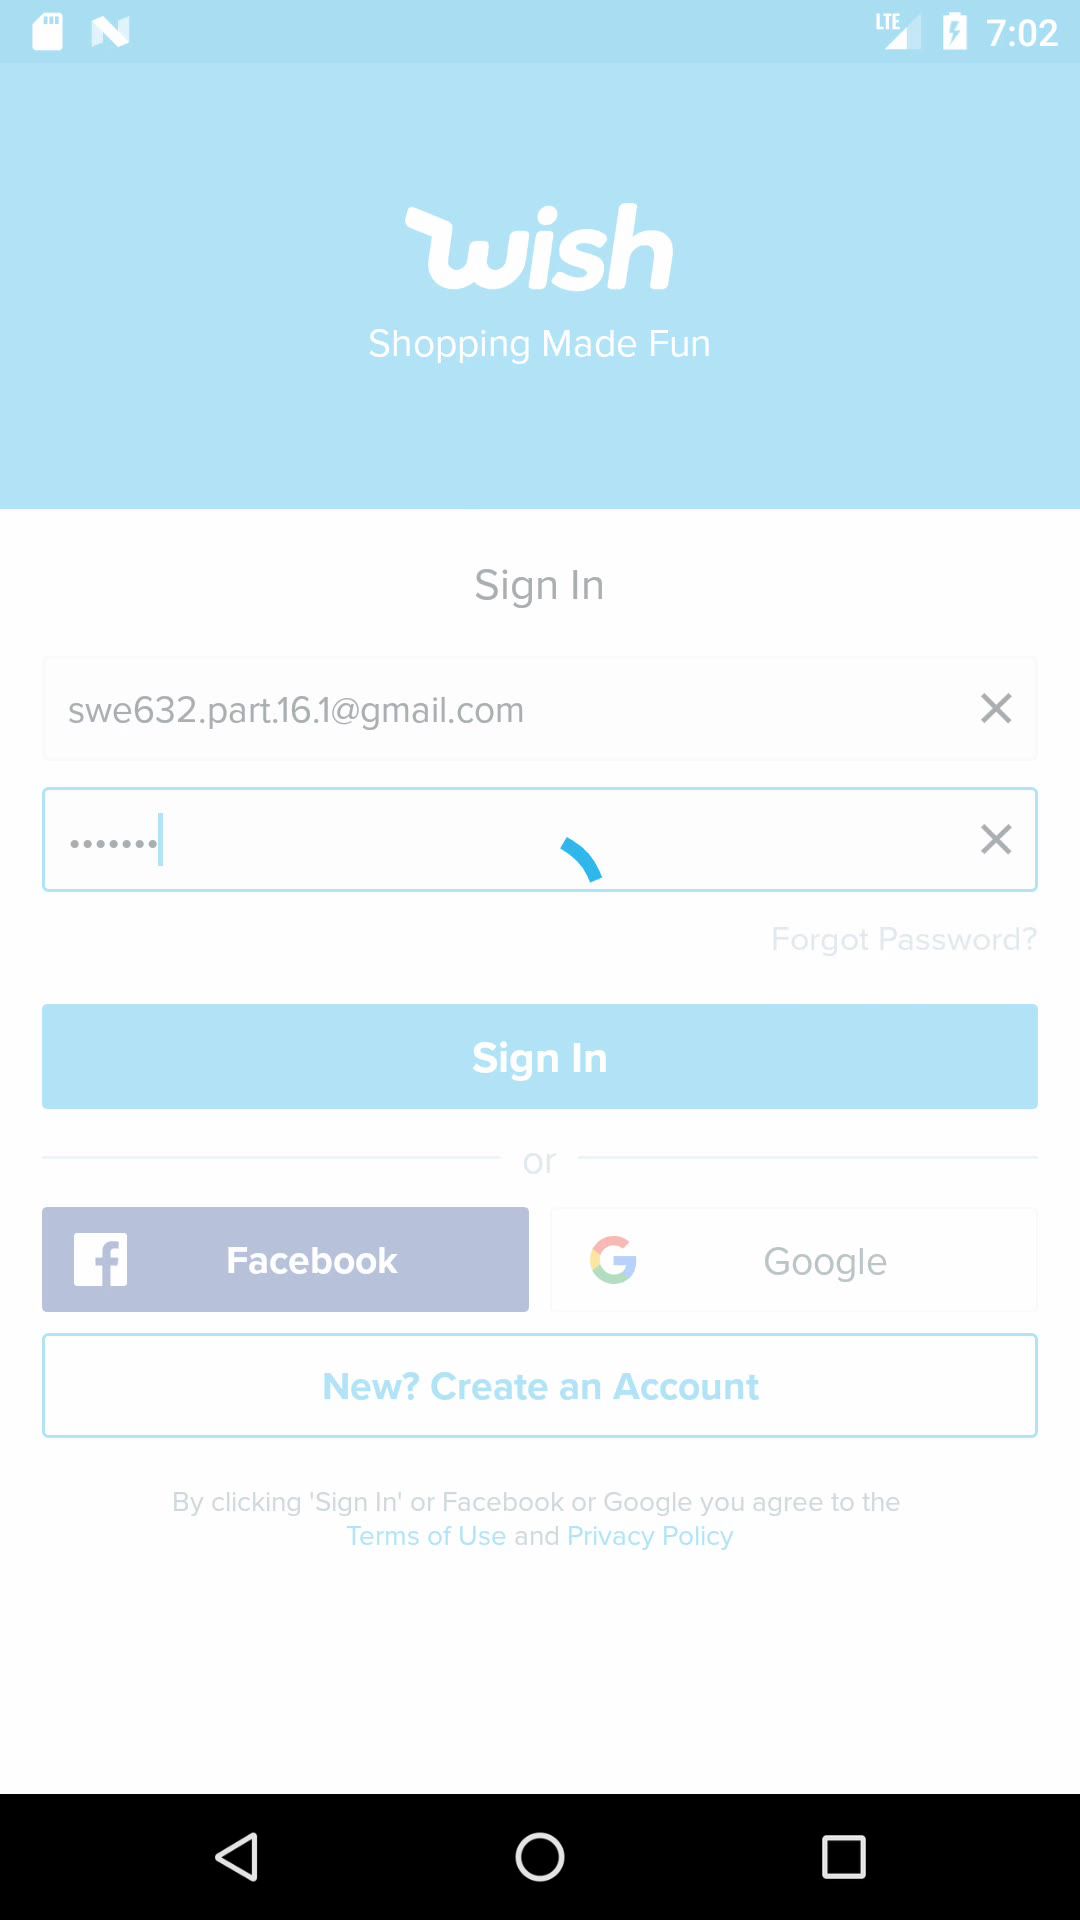 LTE 7:02
wish
Shopping Made Fun
Sign In
swe632.part.16.1@gmail.com
•••••••
Forgot Password?
Sign In
or
Facebook
Google
New? Create an Account
By clicking 'Sign In' or Facebook or Google you agree to the
Terms of Use and Privacy Policy